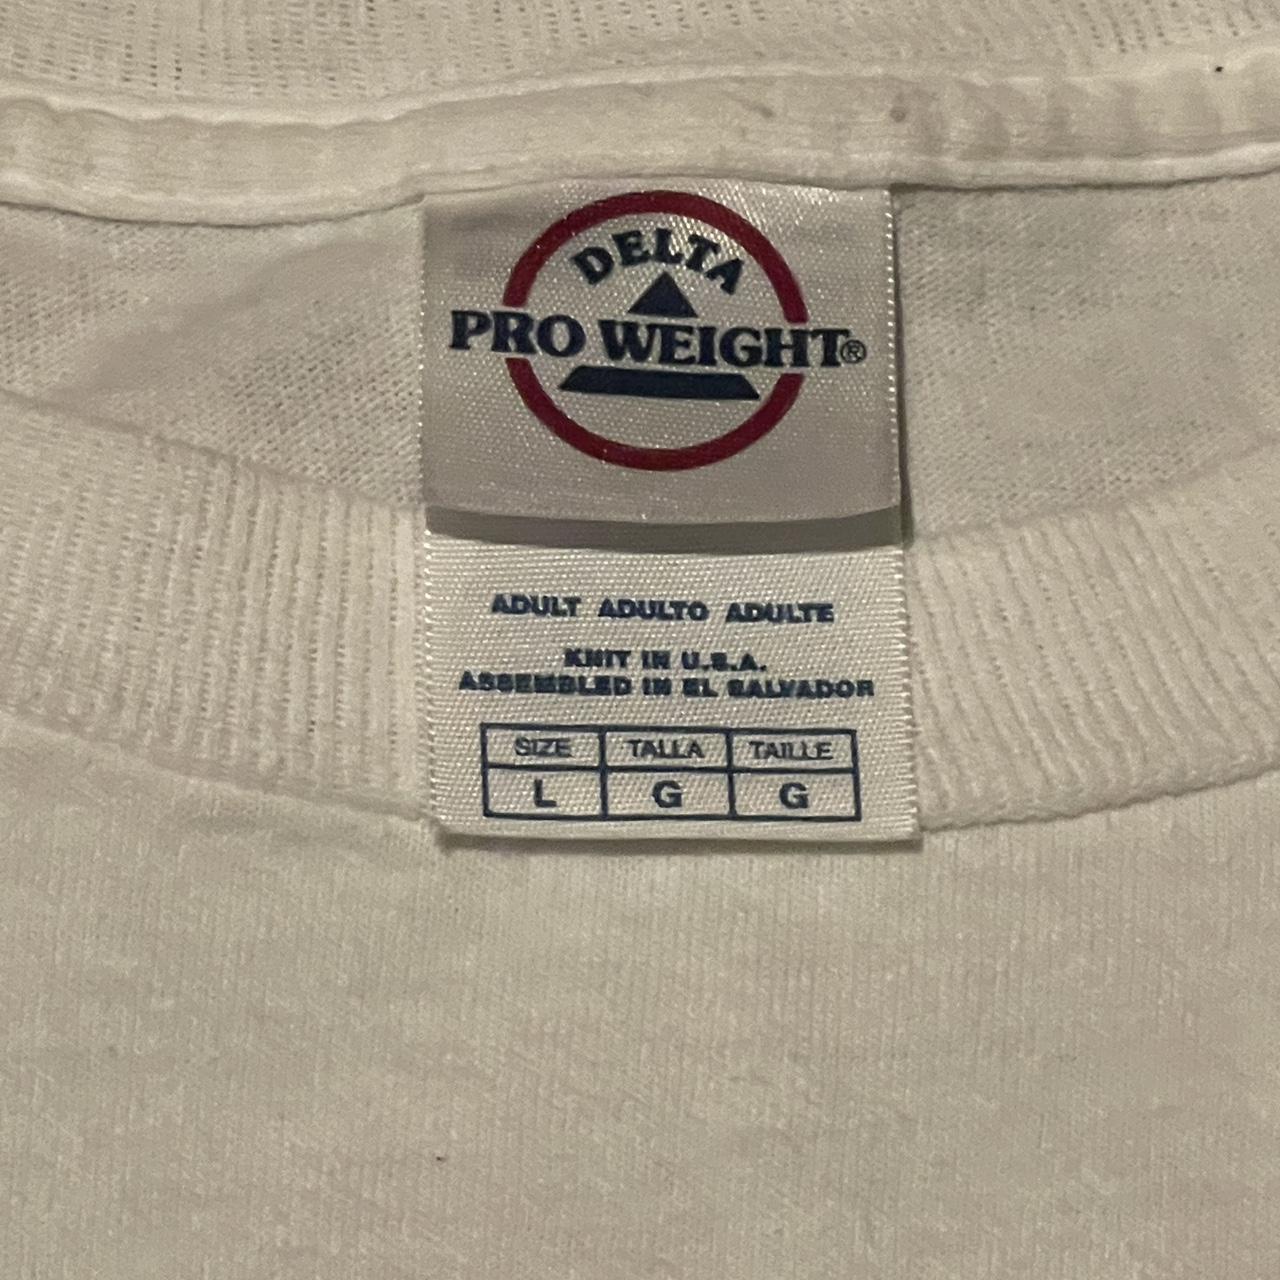 DELTA
PRO WEIGHT®
ADULT ADULTO ADULTE
KNIT IN U.S.A.
ASSEMBLED IN EL SALVADOR
SIZE TALLA TAILLE
L G G